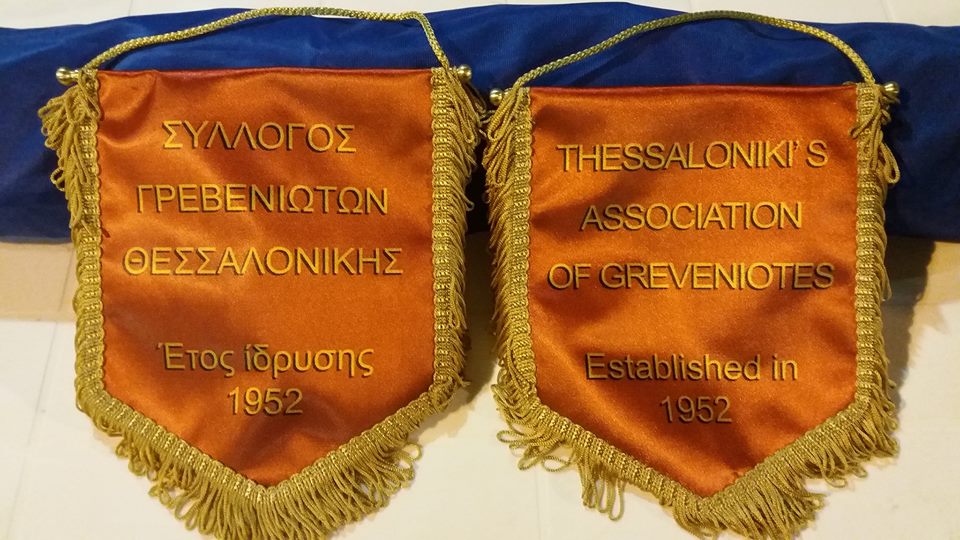 ΣΥΛΛΟΓΟΣ
ΓΡΕΒΕΝΙΩΤΩΝ
ΘΕΣΣΑΛΟΝΙΚΗΣ
Έτος ίδρυσης
1952
THESSALONIKI' S
ASSOCIATION
OF GREVENIOTES
Established in
1952